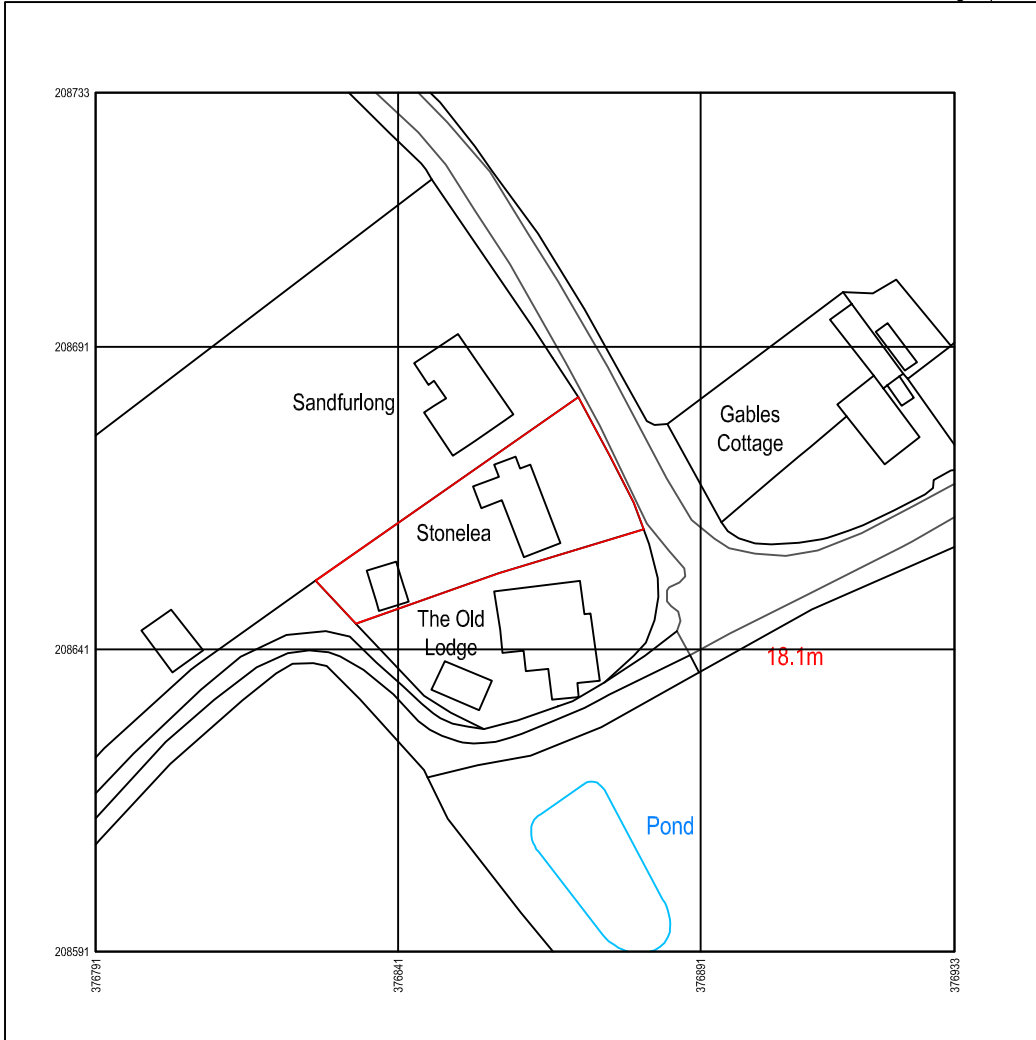 208733
208691
Sandfurlong
Gables
Cottage
Stonelea
The Old
Lodge
208641
18.1m
Pond
208591
376791
376841
376891
376933